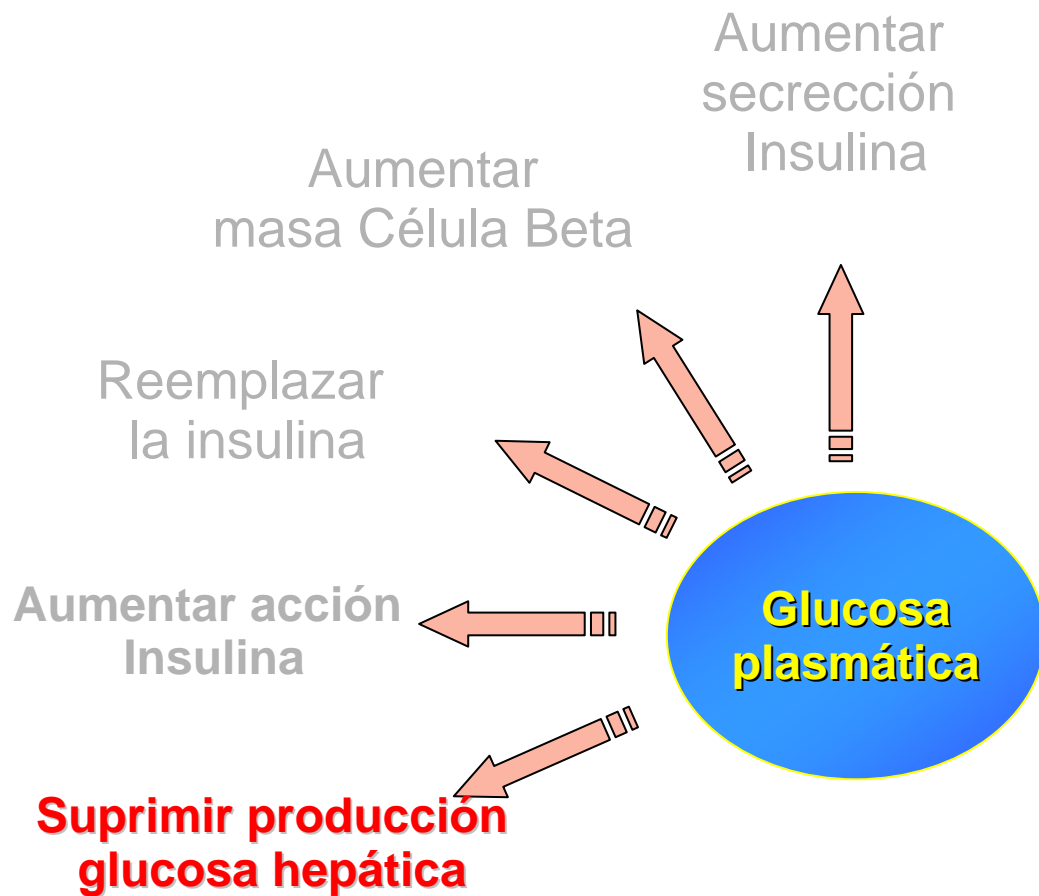 Aumentar
secrección
Insulina
Aumentar
masa Célula Beta
Reemplazar
la insulina
Aumentar acción
Insulina
Glucosa
plasmática
Suprimir producción
glucosa hepática